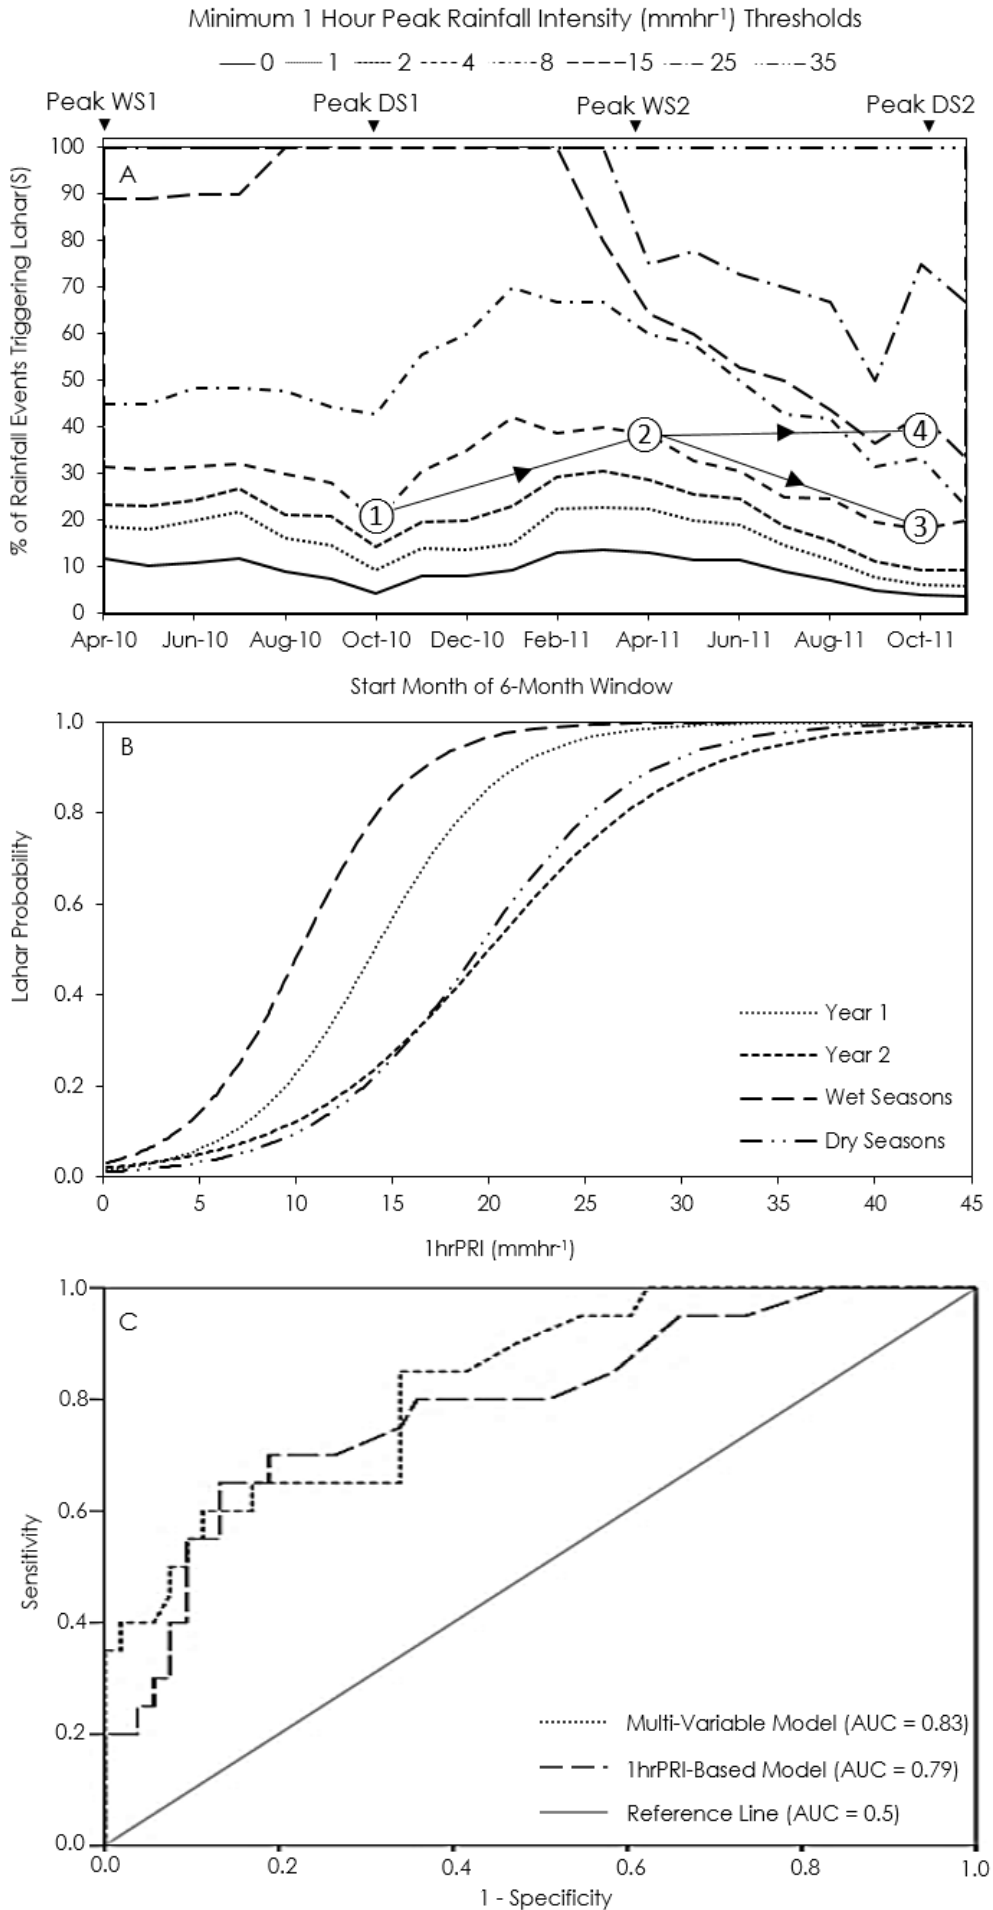 Minimum 1 Hour Peak Rainfall Intensity (mmhr-1) Thresholds
0 1 2 4 8 15 25 35
Peak WS1 Peak DS1 Peak WS2 Peak DS2
A
% of Rainfall Events Triggering Lahar(S)
100
90
80
70
60
50
40
30
20
10
0
1
2
3
4
Apr-10 Jun-10 Aug-10 Oct-10 Dec-10 Feb-11 Apr-11 Jun-11 Aug-11 Oct-11
Start Month of 6-Month Window
B
Lahar Probability
1.0
0.8
0.6
0.4
0.2
0.0
Year 1
Year 2
Wet Seasons
Dry Seasons
0 5 10 15 20 25 30 35 40 45
1hrPRI (mmhr-1)
C
Sensitivity
1.0
0.8
0.6
0.4
0.2
0.0
Multi-Variable Model (AUC = 0.83)
1hrPRI-Based Model (AUC = 0.79)
Reference Line (AUC = 0.5)
0.0 0.2 0.4 0.6 0.8 1.0
1 - Specificity